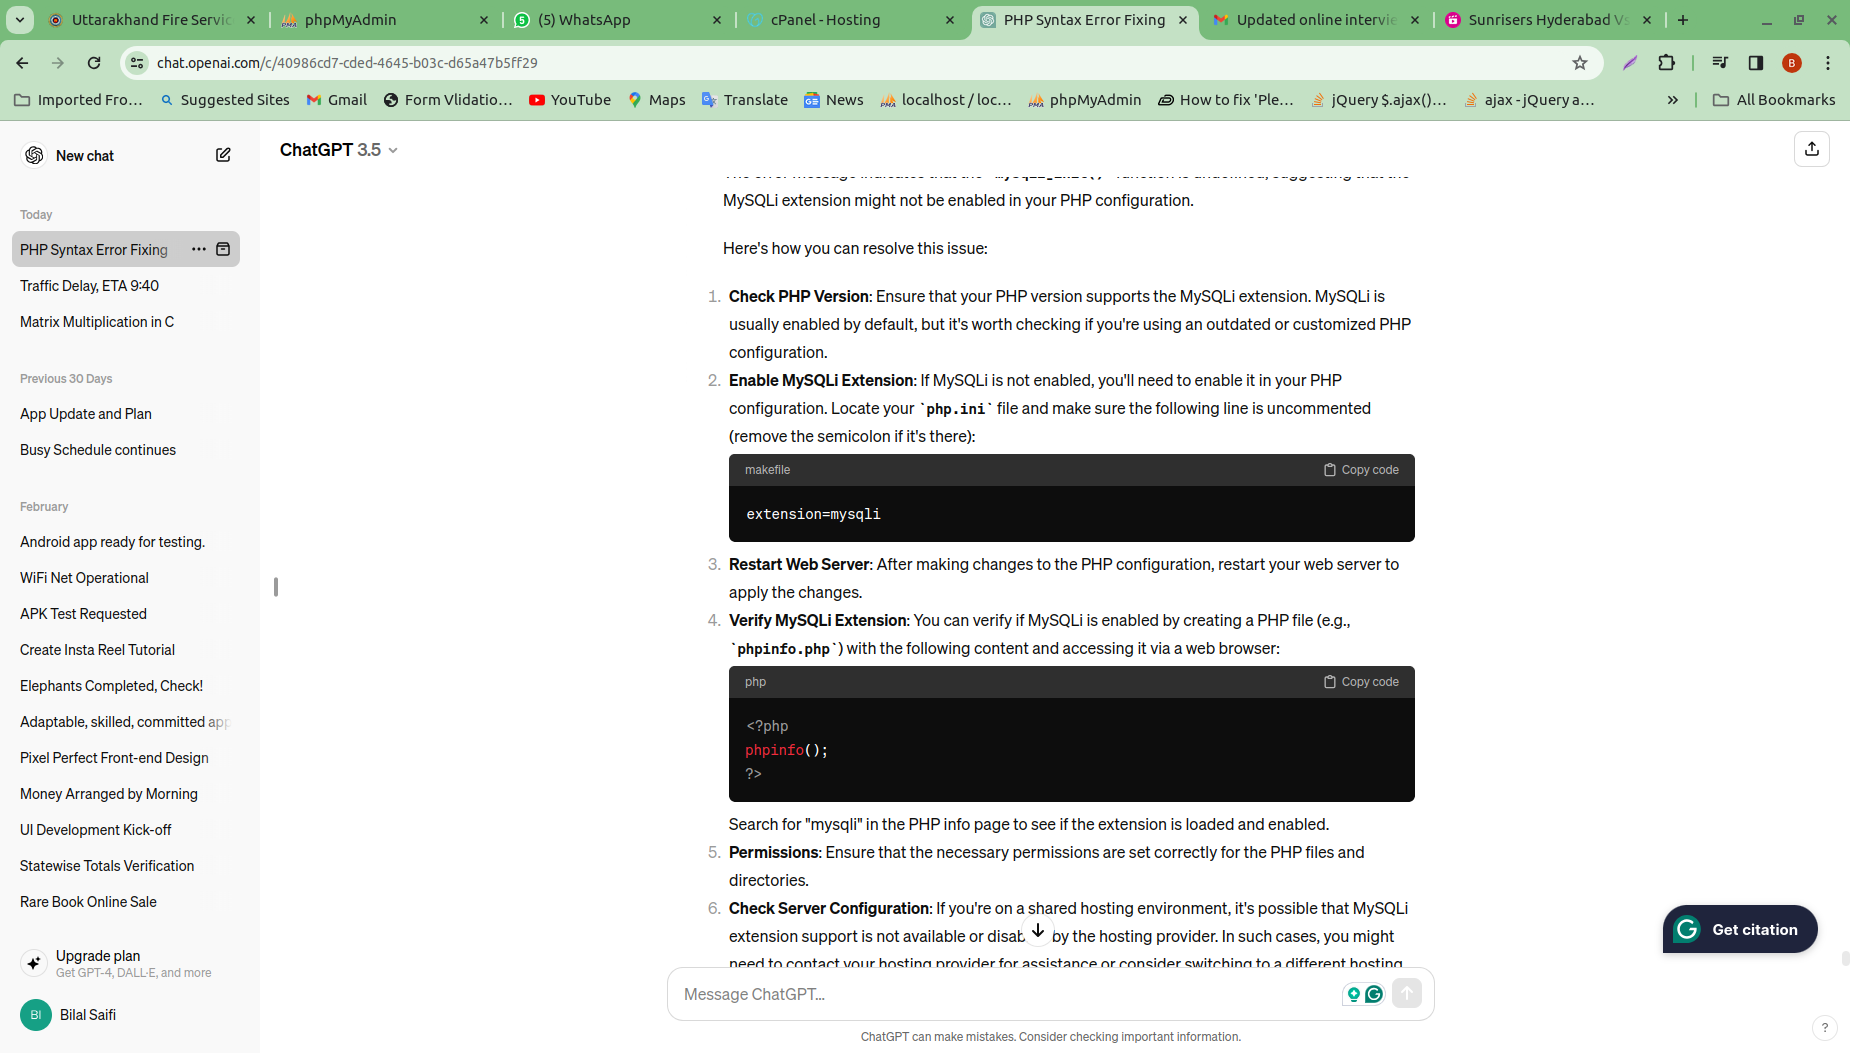 Uttarakhand Fire Servic
phpMyAdmin
(5) WhatsApp
cPanel - Hosting
PHP Syntax Error Fixing
Updated online intervie
Sunrisers Hyderabad Vs
chat.openai.com/c/40986cd7-cded-4645-b03c-d65a47b5ff29
B
Imported Fro...
Suggested Sites
Gmail
Form Vlidatio...
YouTube
Maps
Translate
News
localhost / loc...
phpMyAdmin
How to fix 'Ple...
jQuery $.ajax()...
ajax - jQuery a...
All Bookmarks
New chat
Today
PHP Syntax Error Fixing
Traffic Delay, ETA 9:40
Matrix Multiplication in C
Previous 30 Days
App Update and Plan
Busy Schedule continues
February
Android app ready for testing.
WiFi Net Operational
APK Test Requested
Create Insta Reel Tutorial
Elephants Completed, Check!
Adaptable, skilled, committed app
Pixel Perfect Front-end Design
Money Arranged by Morning
UI Development Kick-off
Statewise Totals Verification
Rare Book Online Sale
Upgrade plan
Get GPT-4, DALL·E, and more
BI
Bilal Saifi
ChatGPT 3.5
MySQLi extension might not be enabled in your PHP configuration.
Here's how you can resolve this issue:
1. Check PHP Version: Ensure that your PHP version supports the MySQLi extension. MySQLi is
usually enabled by default, but it's worth checking if you're using an outdated or customized PHP
configuration.
2. Enable MySQLi Extension: If MySQLi is not enabled, you'll need to enable it in your PHP
configuration. Locate your `php.ini` file and make sure the following line is uncommented
(remove the semicolon if it's there):
makefile
Copy code
extension=mysqli
3. Restart Web Server: After making changes to the PHP configuration, restart your web server to
apply the changes.
4. Verify MySQLi Extension: You can verify if MySQLi is enabled by creating a PHP file (e.g.,
`phpinfo.php`) with the following content and accessing it via a web browser:
php
Copy code
<?php
phpinfo();
?>
Search for "mysqli" in the PHP info page to see if the extension is loaded and enabled.
5. Permissions: Ensure that the necessary permissions are set correctly for the PHP files and
directories.
6. Check Server Configuration: If you're on a shared hosting environment, it's possible that MySQLi
extension support is not available or disab by the hosting provider. In such cases, you might
need to contact your hosting provider for assistance or consider switching to a different hosting
Get citation
Message ChatGPT...
ChatGPT can make mistakes. Consider checking important information.
?